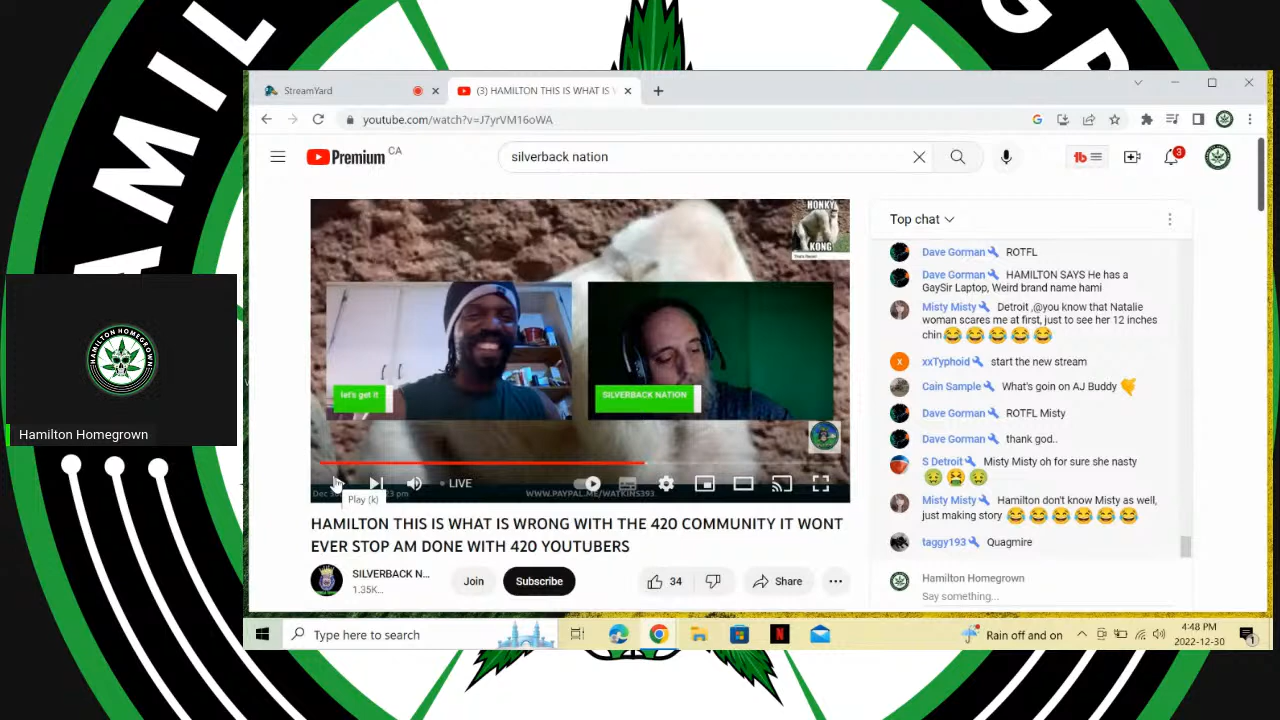 HAMIL
GR
StreamYard
(3) HAMILTON THIS IS WHAT IS
youtube.com/watch?v=J7yrVM16oWA
Premium CA
silverback nation
3
HONKY
KONG
let's get it
SILVERBACK NATION
LIVE
Play (k)
WWW.PAYPAL.ME/WATKINS393
HAMILTON THIS IS WHAT IS WRONG WITH THE 420 COMMUNITY IT WONT
EVER STOP AM DONE WITH 420 YOUTUBERS
SILVERBACK N...
1.35K...
Join
Subscribe
34
Share
Top chat
Dave Gorman ROTFL
Dave Gorman HAMILTON SAYS He has a
GaySir Laptop, Weird brand name hami
Misty Misty Detroit ,@you know that Natalie
woman scares me at first, just to see her 12 inches
chin
x xxTyphoid start the new stream
Cain Sample What's goin on AJ Buddy
Dave Gorman ROTFL Misty
Dave Gorman thank god..
S Detroit Misty Misty oh for sure she nasty
Misty Misty Hamilton don't know Misty as well,
just making story
taggy193 Quagmire
Hamilton Homegrown
Say something...
HAMILTON HOMEGROWN
Hamilton Homegrown
Type here to search
Rain off and on
4:48 PM
2022-12-30
1